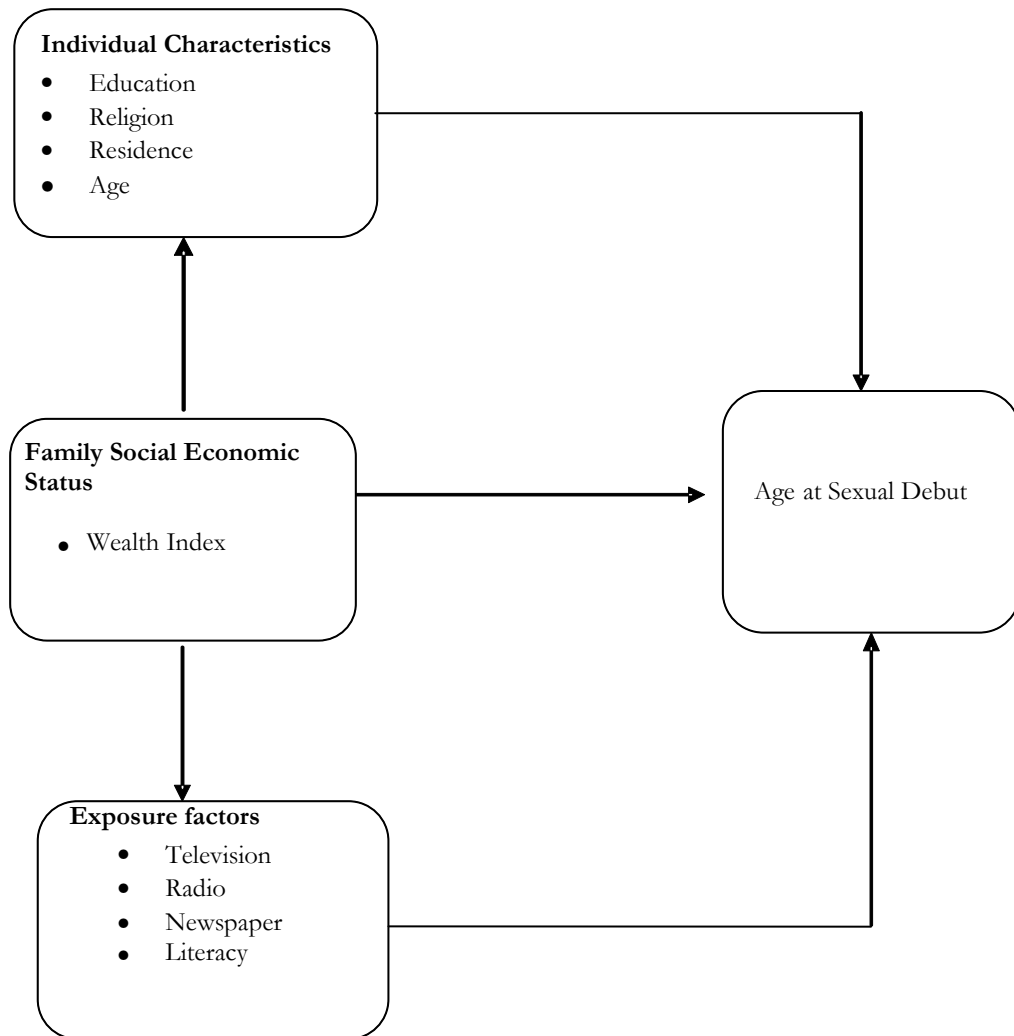 Individual Characteristics
• Education
• Religion
• Residence
• Age
Family Social Economic
Status
• Wealth Index
Age at Sexual Debut
Exposure factors
• Television
• Radio
• Newspaper
• Literacy